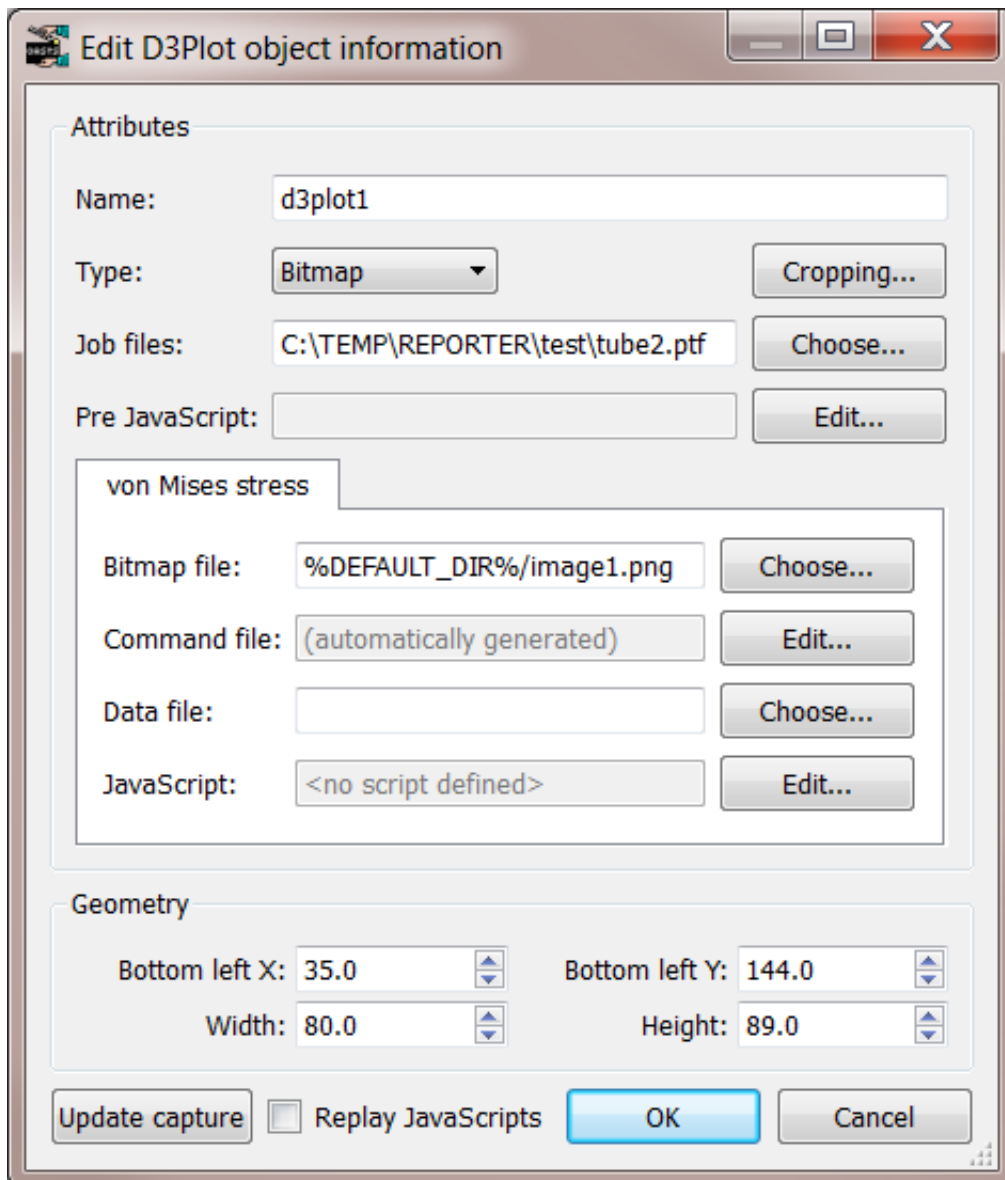 Edit D3Plot object information
Attributes
Name: d3plot1
Type: Bitmap Cropping...
Job files: C:\TEMP\REPORTER\test\tube2.ptf Choose...
Pre JavaScript: Edit...
von Mises stress
Bitmap file: %DEFAULT_DIR%/image1.png Choose...
Command file: (automatically generated) Edit...
Data file: Choose...
JavaScript: <no script defined> Edit...
Geometry
Bottom left X: 35.0 Bottom left Y: 144.0
Width: 80.0 Height: 89.0
Update capture Replay JavaScripts OK Cancel